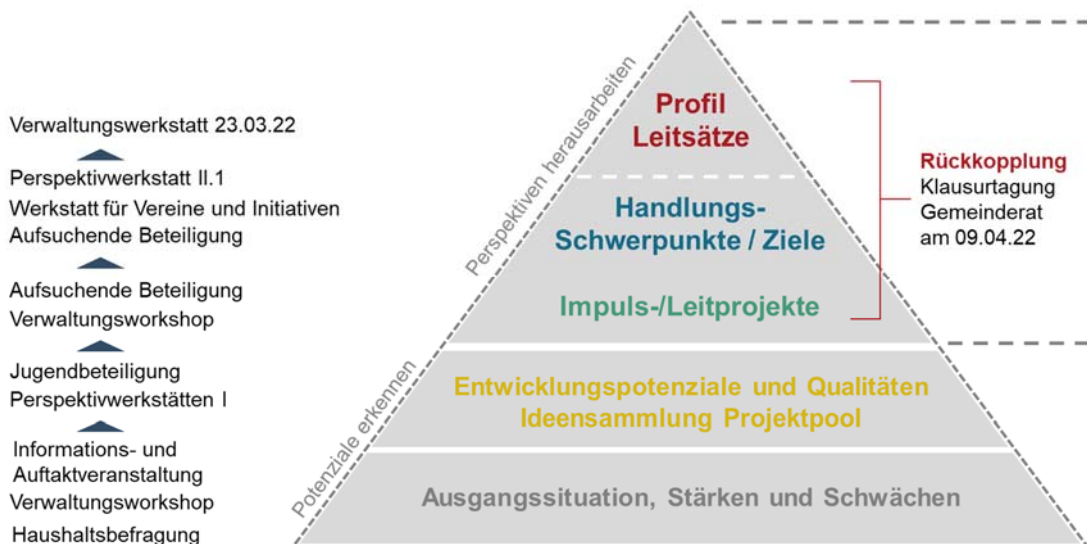 Verwaltungswerkstatt 23.03.22
Perspektivwerkstatt II.1
Werkstatt für Vereine und Initiativen
Aufsuchende Beteiligung
Aufsuchende Beteiligung
Verwaltungsworkshop
Jugendbeteiligung
Perspektivwerkstätten I
Informations- und
Auftaktveranstaltung
Verwaltungsworkshop
Haushaltsbefragung
Perspektiven herausarbeiten
Potenziale erkennen
Profil
Leitsätze
Handlungs-
Schwerpunkte / Ziele
Impuls-/Leitprojekte
Entwicklungspotenziale und Qualitäten
Ideensammlung Projektpool
Ausgangssituation, Stärken und Schwächen
Rückkopplung
Klausurtagung
Gemeinderat
am 09.04.22